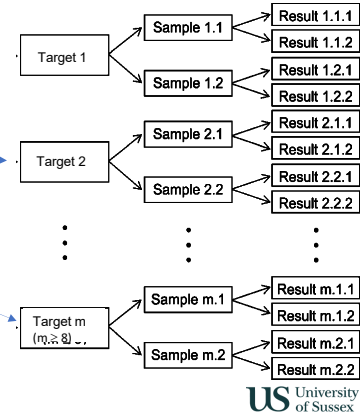 Target 1
Sample 1.1
Result 1.1.1
Result 1.1.2
Sample 1.2
Result 1.2.1
Result 1.2.2
Target 2
Sample 2.1
Result 2.1.1
Result 2.1.2
Sample 2.2
Result 2.2.1
Result 2.2.2
Target m
(m ≥ 8)
Sample m.1
Result m.1.1
Result m.1.2
Sample m.2
Result m.2.1
Result m.2.2
US University
of Sussex